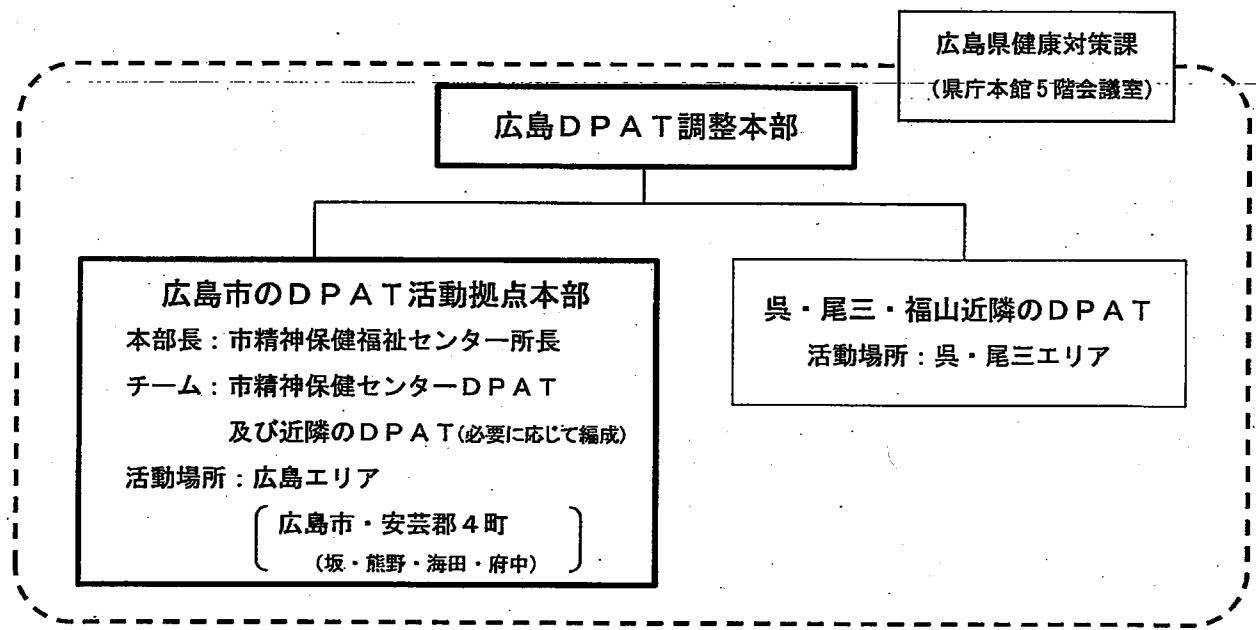 広島県健康対策課
(県庁本館5階会議室)
広島DPAT調整本部
広島市のDPAT活動拠点本部
本部長：市精神保健福祉センター所長
チーム：市精神保健センターDPAT
及び近隣のDPAT(必要に応じて編成)
活動場所：広島エリア
広島市・安芸郡4町
(坂・熊野・海田・府中)
呉・尾三・福山近隣のDPAT
活動場所：呉・尾三エリア